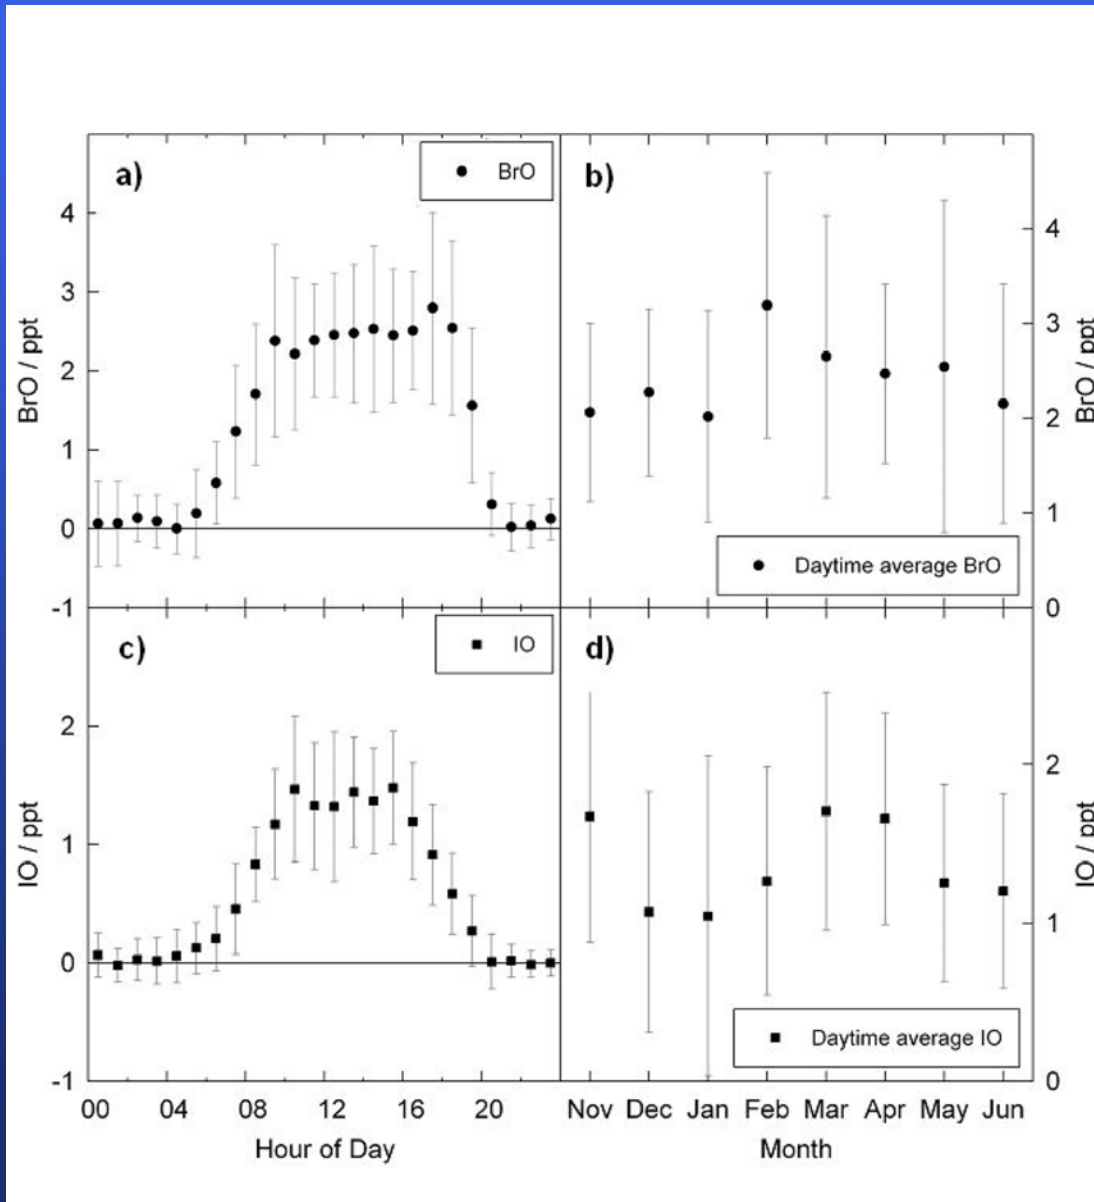 a)
BrO
b)
4
3
2
1
0
-1
BrO / ppt
4
3
2
1
0
BrO / ppt
Daytime average BrO
c)
IO
d)
2
1
0
-1
IO / ppt
2
1
0
IO / ppt
Daytime average IO
00 04 08 12 16 20
Nov Dec Jan Feb Mar Apr May Jun
Hour of Day
Month